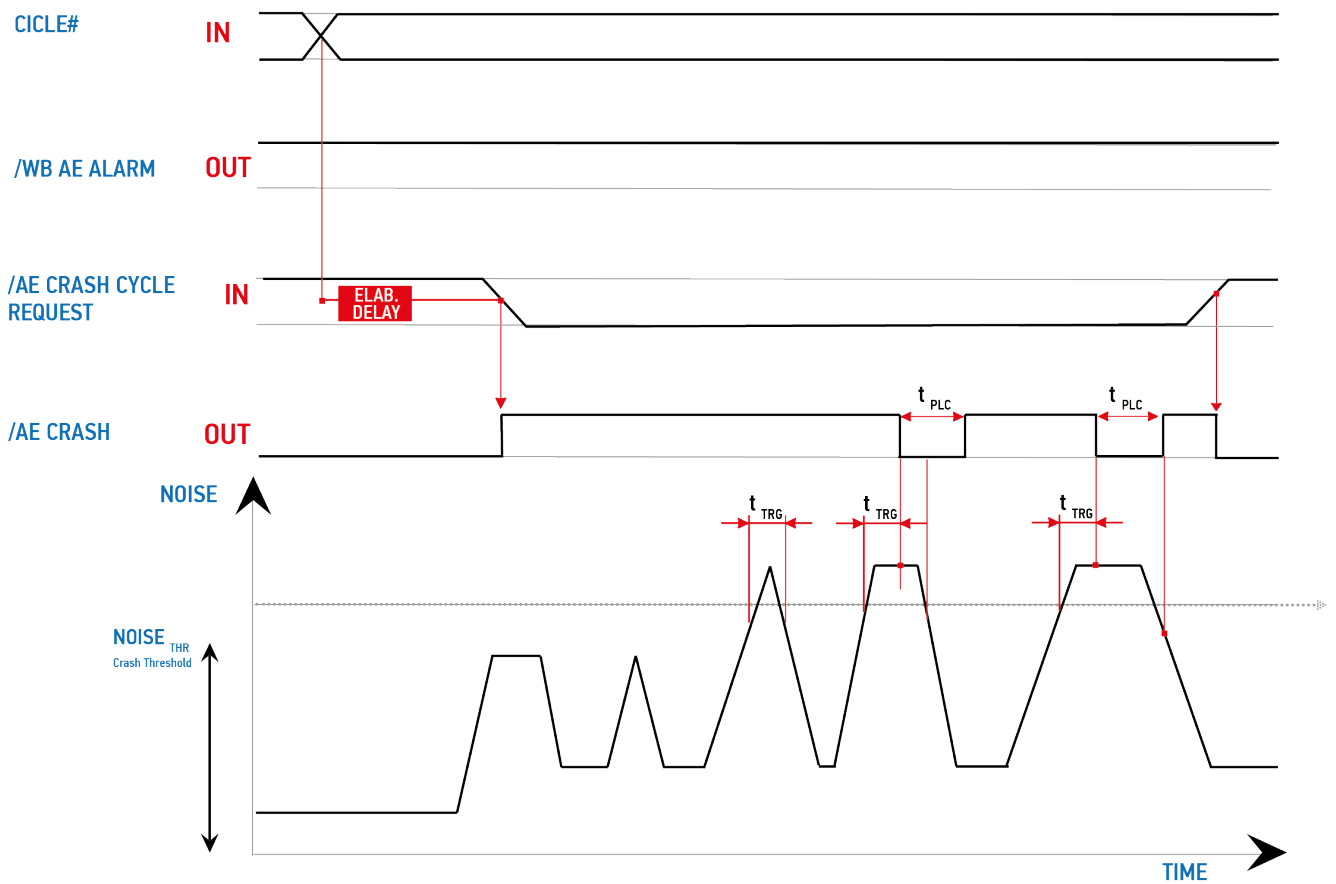 CICLE#
IN
/WB AE ALARM
OUT
/AE CRASH CYCLE
REQUEST
IN
ELAB.
DELAY
t PLC
t PLC
/AE CRASH
OUT
NOISE
t TRG
t TRG
t TRG
NOISE THR
Crash Threshold
TIME